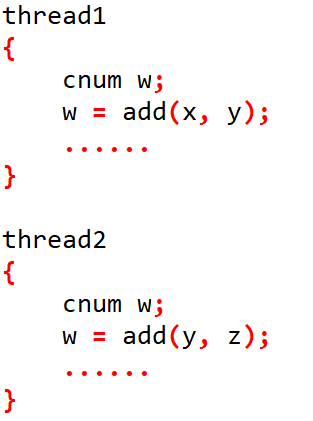 thread1
{
    cnum w;
    w = add(x, y);
    ......
}

thread2
{
    cnum w;
    w = add(y, z);
    ......
}